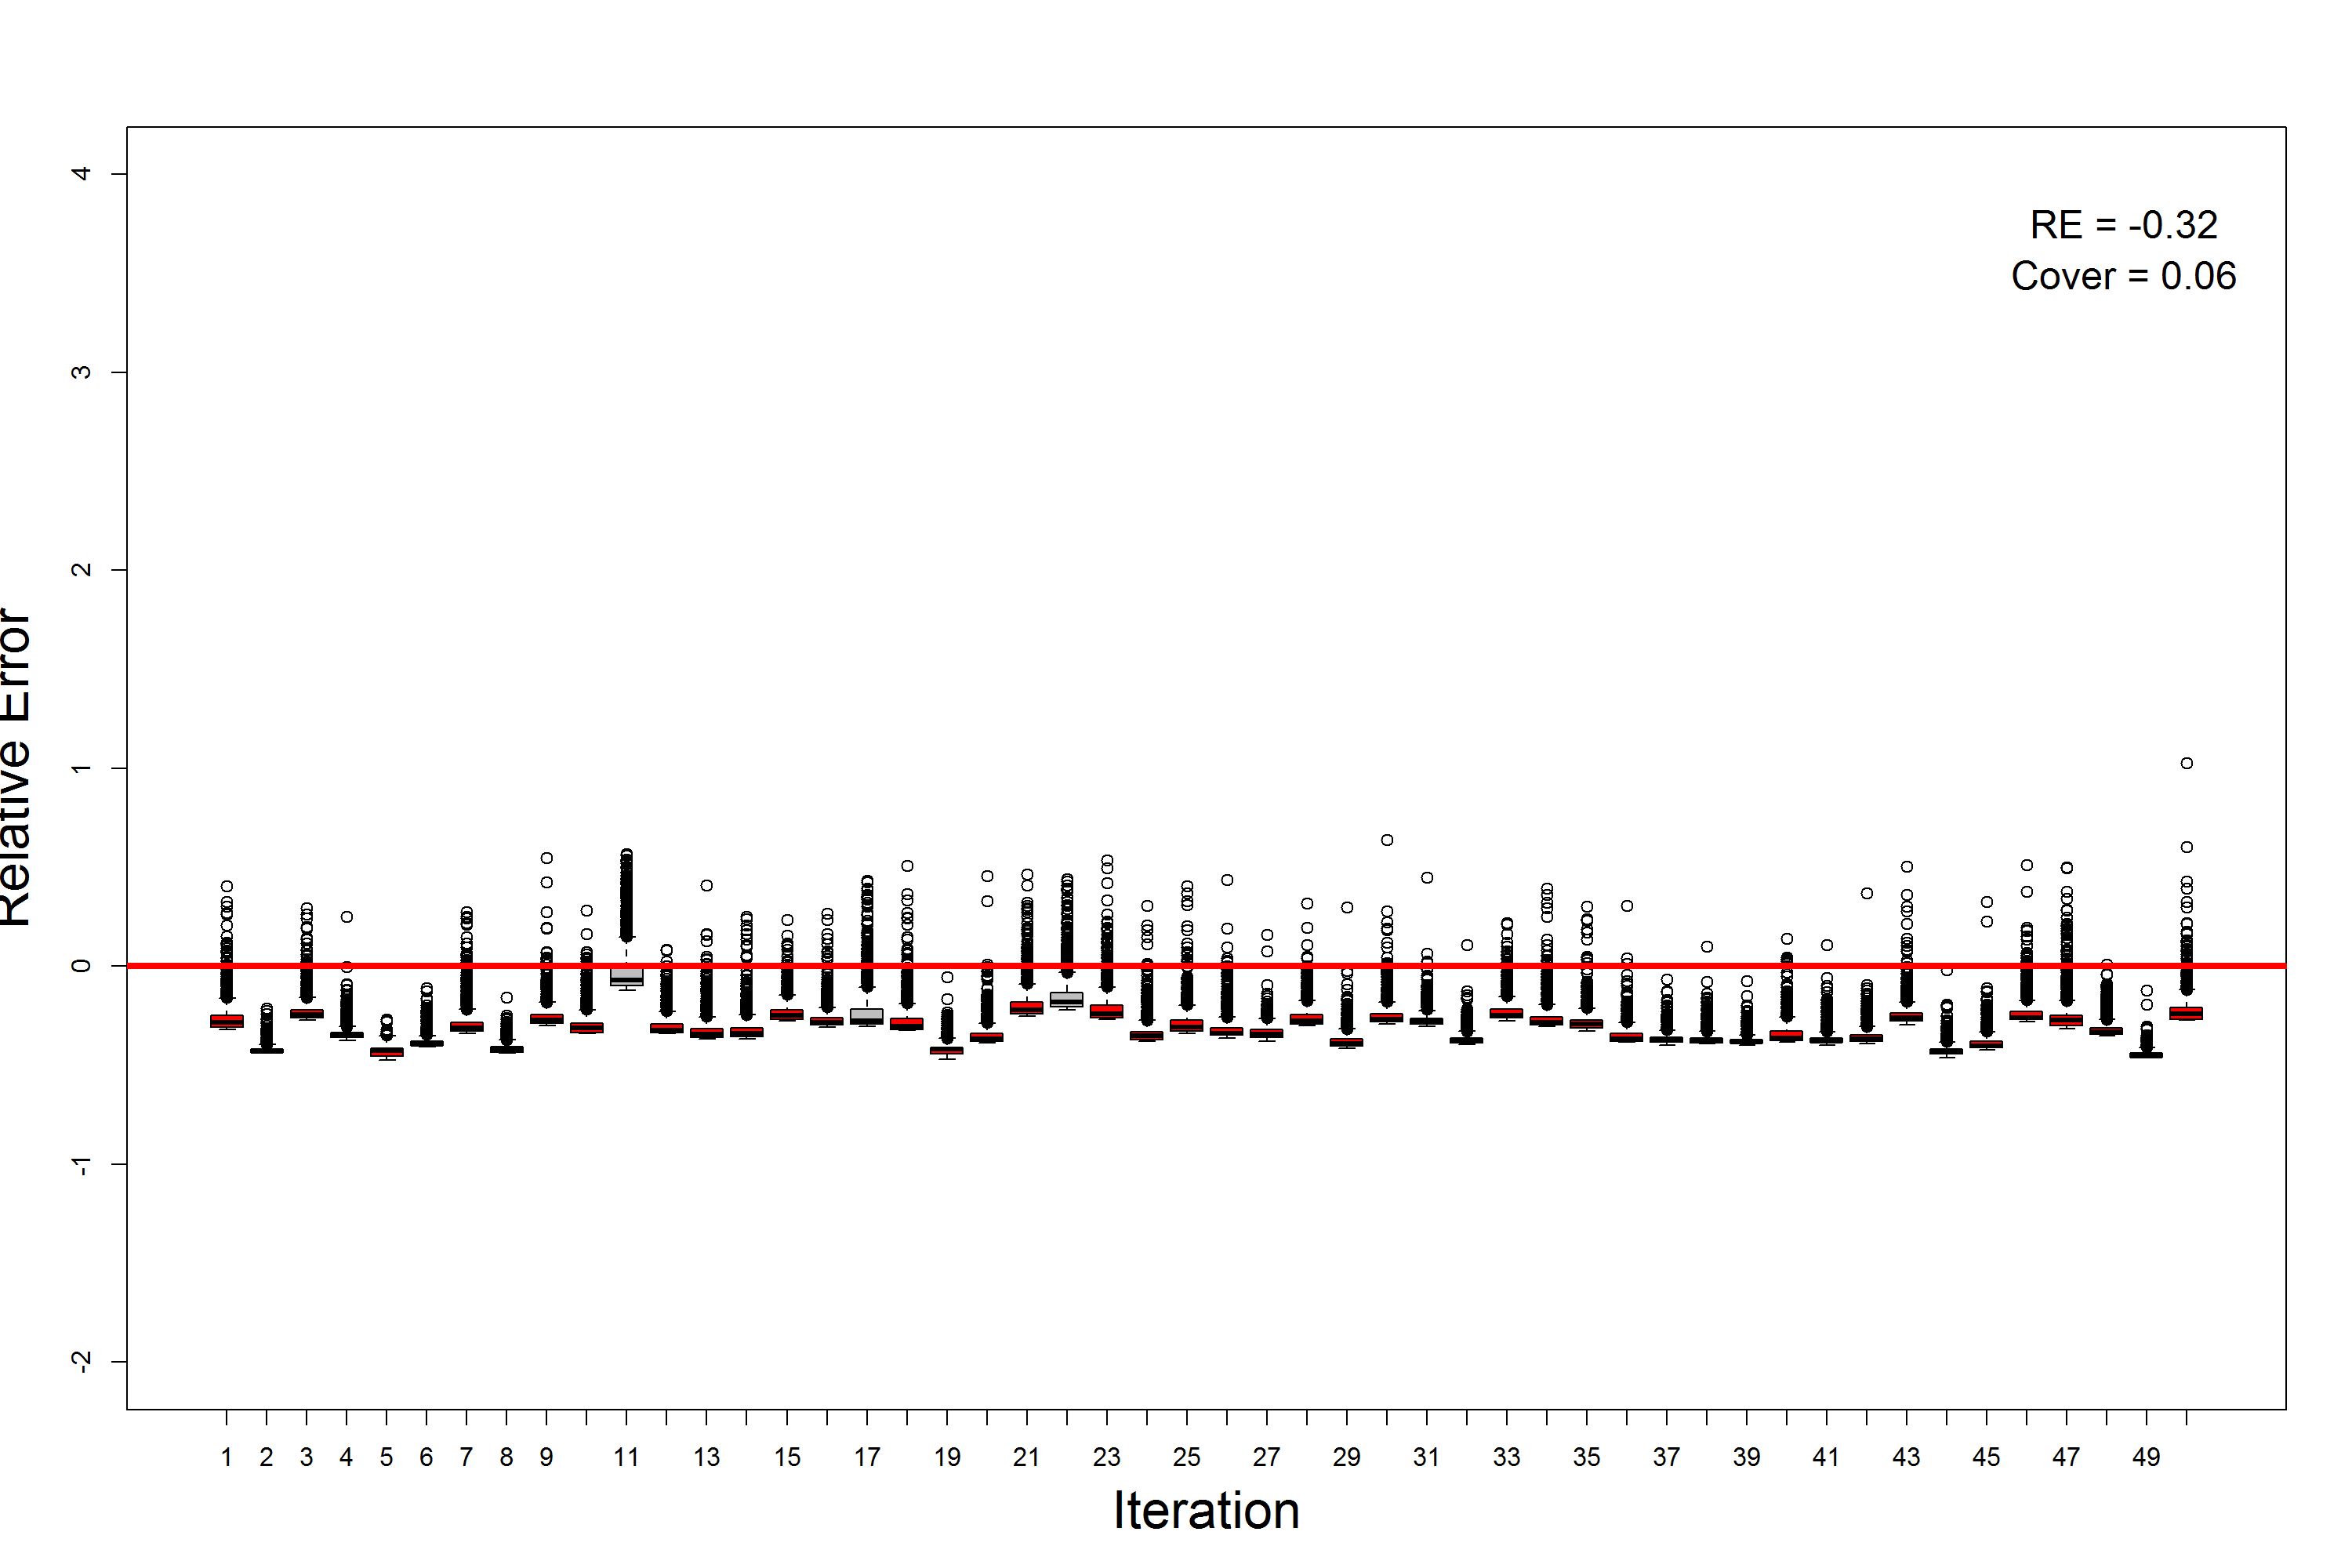 RE = -0.32
Cover = 0.06
Relative Error
4
3
2
1
0
-1
-2
1 2 3 4 5 6 7 8 9 11 13 15 17 19 21 23 25 27 29 31 33 35 37 39 41 43 45 47 49
Iteration